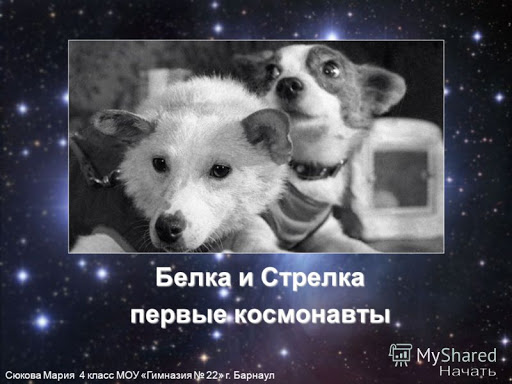 Белка и Стрелка
первые космонавты
Сюкова Мария 4 класс МОУ «Гимназия № 22» г. Барнаул
MyShared
Начать